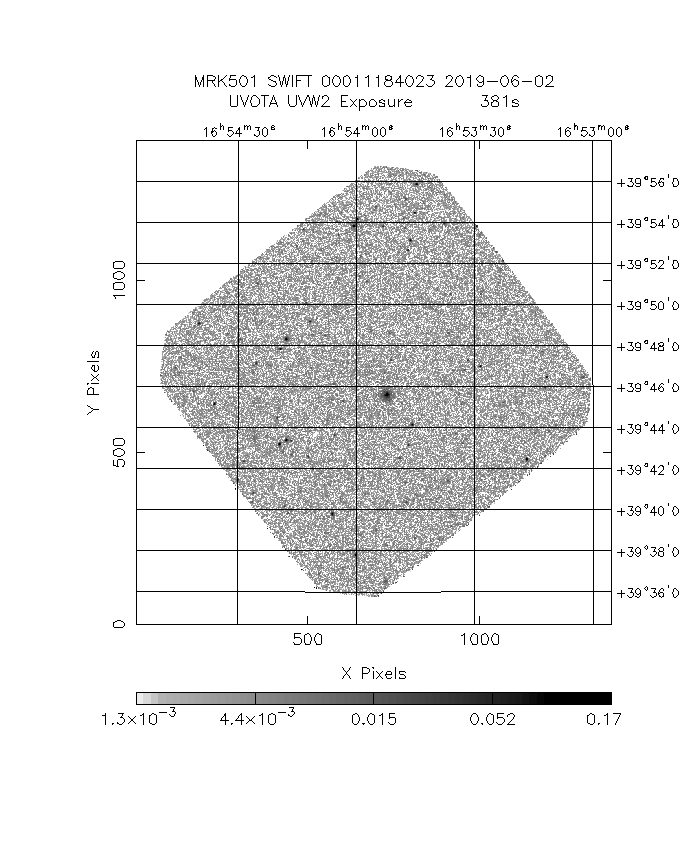 MRK501 SWIFT 00011184023 2019-06-02
UVOTA UVW2 Exposure 381s
16ʰ54ᵐ30ˢ 16ʰ54ᵐ00ˢ 16ʰ53ᵐ30ˢ 16ʰ53ᵐ00ˢ
+39°56'0
+39°54'0
+39°52'0
1000
+39°50'0
+39°48'0
Y Pixels
+39°46'0
+39°44'0
500
+39°42'0
+39°40'0
+39°38'0
+39°36'0
0
500 1000
X Pixels
1.3×10⁻³ 4.4×10⁻³ 0.015 0.052 0.17